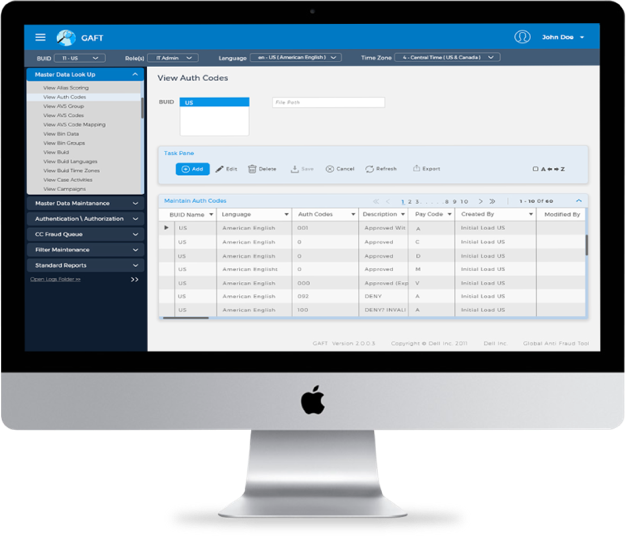 GAFT
John Doe
BUID 11 - US Role(s) IT Admin Language en - US ( American English ) Time Zone 4 - Central Time ( US & Canada )
Master Data Look Up
View Alias Scoring
View Auth Codes
View AVS Group
View AVS Codes
View AVS Code Mapping
View Bin Data
View Bin Groups
View Buid
View Buid Languages
View Buid Time Zones
View Case Activities
View Campaigns
Master Data Maintanance
Authentication \ Authorization
CC Fraud Queue
Filter Maintenance
Standard Reports
Open Logs Folder >>
View Auth Codes
BUID US File Path
Task Pane
Add Edit Delete Save Cancel Refresh Export A Z
Maintain Auth Codes 1 2 3 . . . 8 9 10 1 - 10 Of 60
BUID Name Language Auth Codes Description Pay Code Created By Modified By
US American English 001 Approved Wit A Initial Load US
US American English 0 Approved C Initial Load US
US American English 0 Approved D Initial Load US
US American Englishs 0 Approved M Initial Load US
US American English 000 Approved (Exp V Initial Load US
US American English 092 DENY A Initial Load US
US American English 100 DENY? INVALI A Initial Load US
GAFT Version 2.0.0.3 Copyright © Dell Inc 2011 Dell Inc. Global Anti Fraud Tool